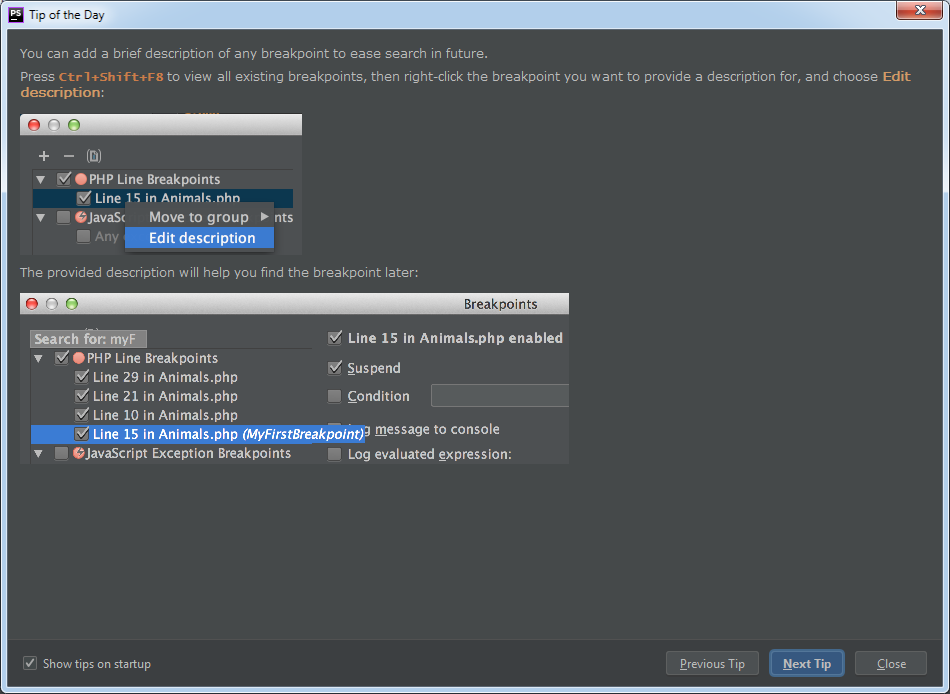 PS Tip of the Day
You can add a brief description of any breakpoint to ease search in future.
Press Ctrl+Shift+F8 to view all existing breakpoints, then right-click the breakpoint you want to provide a description for, and choose Edit
description:
PHP Line Breakpoints
Line 15 in Animals.php
JavaSc nts
Move to group
Any
Edit description
The provided description will help you find the breakpoint later:
Breakpoints
Search for: myF
PHP Line Breakpoints
Line 29 in Animals.php
Line 21 in Animals.php
Line 10 in Animals.php
Line 15 in Animals.php (MyFirstBreakpoint)
JavaScript Exception Breakpoints
Line 15 in Animals.php enabled
Suspend
Condition
message to console
Log evaluated expression:
Show tips on startup
Previous Tip
Next Tip
Close